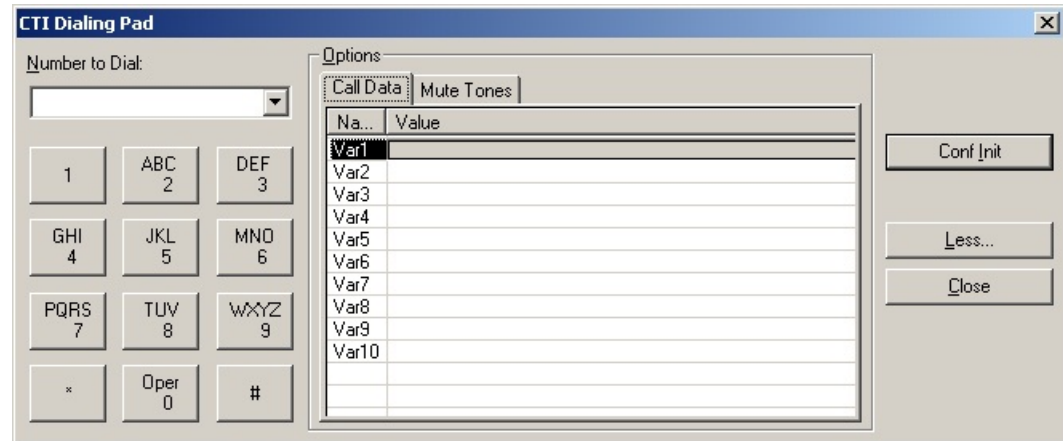 CTI Dialing Pad
Number to Dial:
1
ABC
2
DEF
3
GHI
4
JKL
5
MNO
6
PQRS
7
TUV
8
WXYZ
9
*
Oper
0
#
Options
Call Data
Mute Tones
Na... Value
Var1
Var2
Var3
Var4
Var5
Var6
Var7
Var8
Var9
Var10
Conf Init
Less...
Close